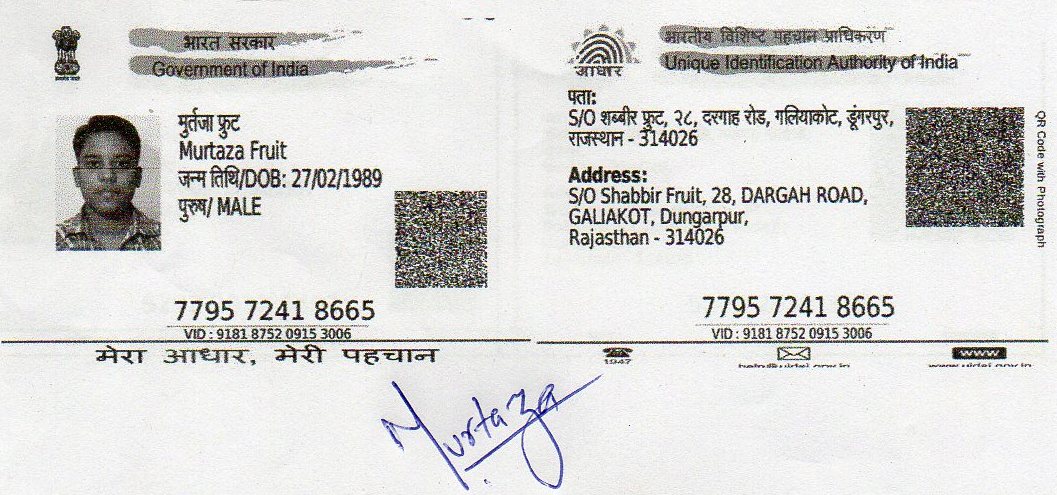 भारत सरकार
Government of India
मुर्तजा फ्रुट
Murtaza Fruit
जन्म तिथि/DOB: 27/02/1989
पुरुष/ MALE
7795 7241 8665
VID : 9181 8752 0915 3006
मेरा आधार, मेरी पहचान
भारतीय विशिष्ट पहचान प्राधिकरण
Unique Identification Authority of India
आधार
पता:
S/O शब्बीर फ्रुट, २८, दरगाह रोड, गलियाकोट, डूंगरपुर,
राजस्थान - 314026
Address:
S/O Shabbir Fruit, 28, DARGAH ROAD,
GALIAKOT, Dungarpur,
Rajasthan - 314026
QR Code with Photograph
7795 7241 8665
VID : 9181 8752 0915 3006
1947
help@uidai.gov.in
www
www.uidai.gov.in
Murtaza